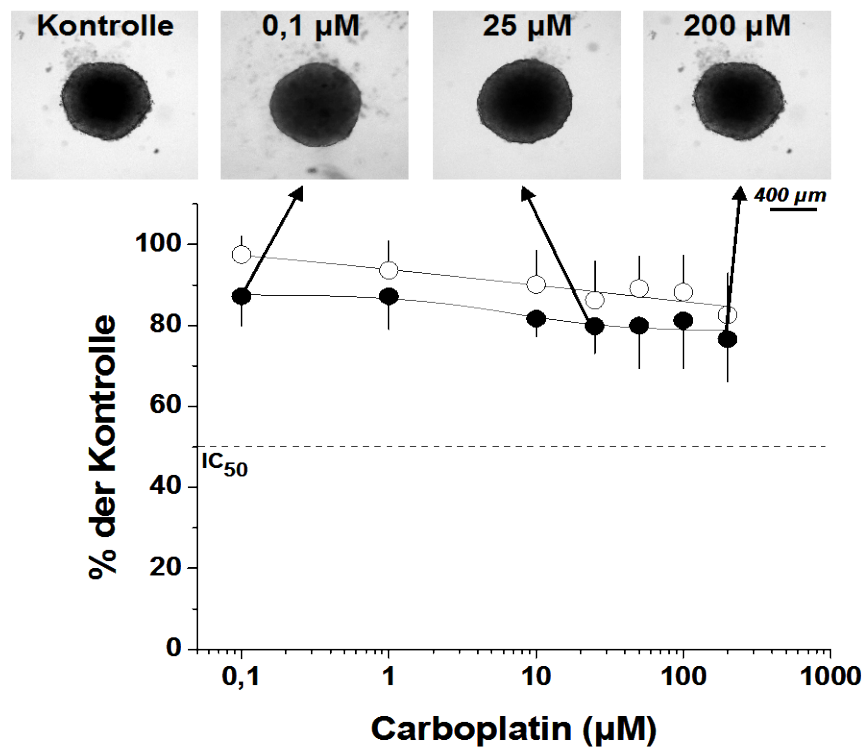 Kontrolle 0,1 µM 25 µM 200 µM
400 µm
100
80
60
IC50
40
20
0
% der Kontrolle
0,1 1 10 100 1000
Carboplatin (µM)